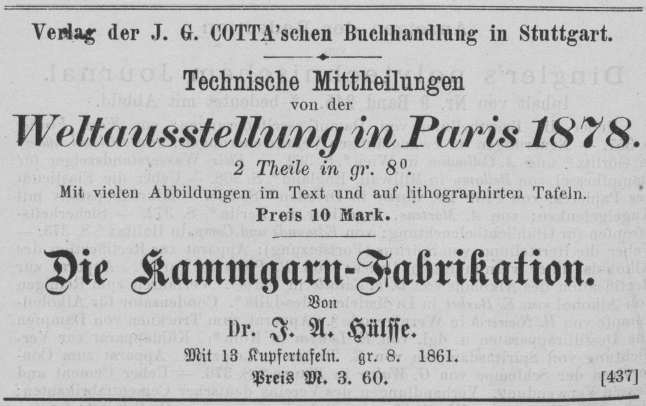 Verlag der J. G. COTTA'schen Buchhandlung in Stuttgart.
Technische Mittheilungen
von der
Weltausstellung in Paris 1878.
2 Theile in gr. 8⁰
Mit vielen Abbildungen im Text und auf lithographirten Tafeln.
Preis 10 Mark.
Die Kammgarn-Fabrikation
Von
Dr. J. A. Hülsse.
Mit 13 Kupfertafeln. gr. 8. 1861.
Preis M. 3. 60.
[437]